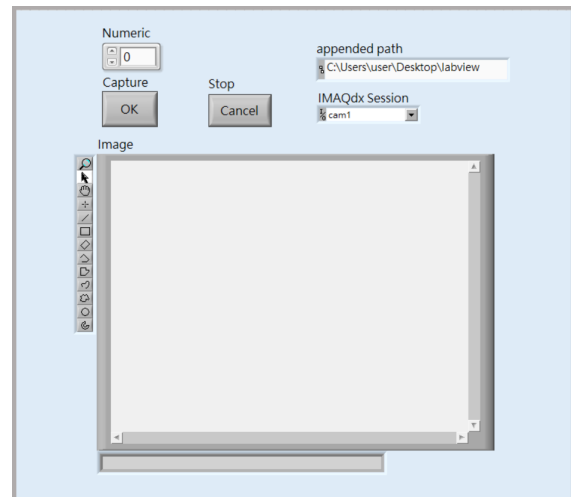 Numeric
0
appended path
C:\Users\user\Desktop\labview
Capture
OK
Stop
Cancel
IMAQdx Session
cam1
Image